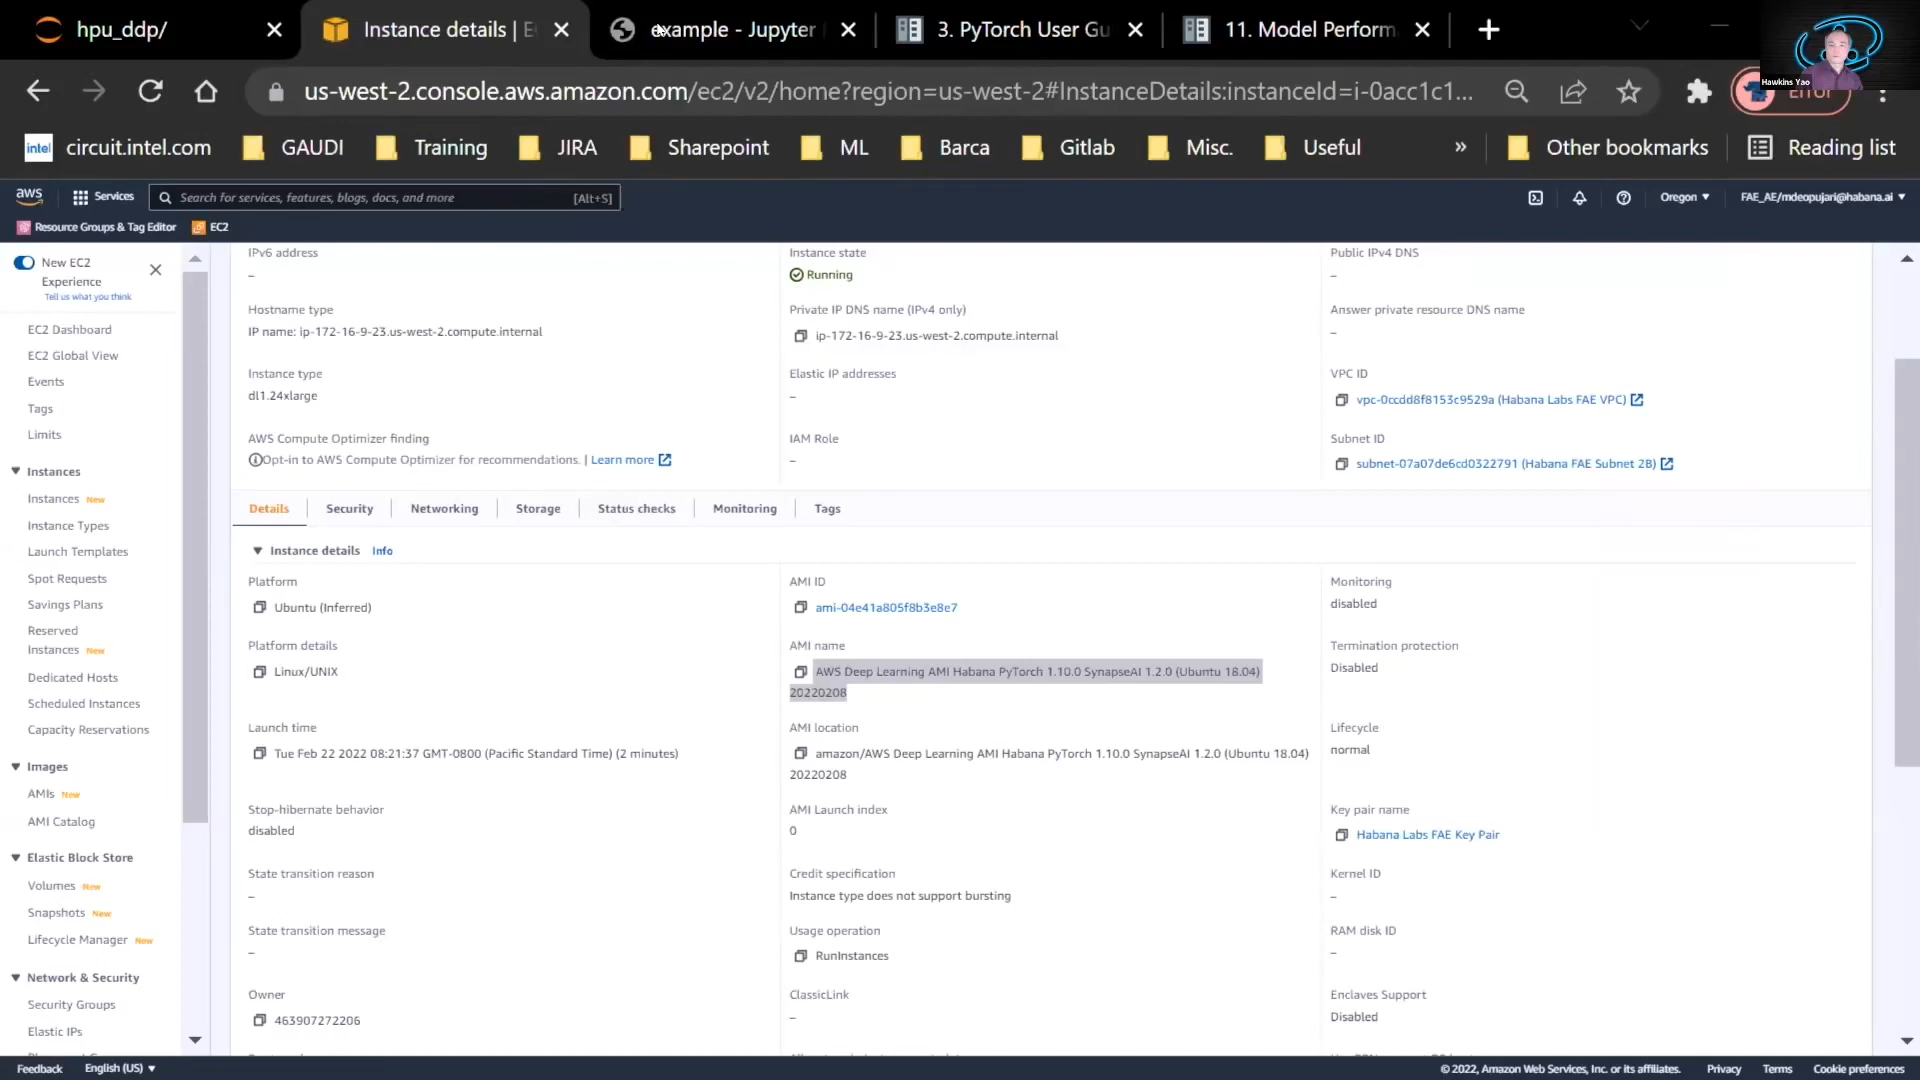 hpu_ddp/
Instance details | E
example - Jupyter
3. PyTorch User Gu
11. Model Perform
Hawkins Yao
us-west-2.console.aws.amazon.com/ec2/v2/home?region=us-west-2#InstanceDetails:instanceId=i-0acc1c1...
Error
intel circuit.intel.com
GAUDI
Training
JIRA
Sharepoint
ML
Barca
Gitlab
Misc.
Useful
»
Other bookmarks
Reading list
aws
Services
Search for services, features, blogs, docs, and more
[Alt+S]
Oregon
FAE_AE/mdeopujari@habana.ai
Resource Groups & Tag Editor
EC2
New EC2
Experience
Tell us what you think
EC2 Dashboard
EC2 Global View
Events
Tags
Limits
Instances
Instances New
Instance Types
Launch Templates
Spot Requests
Savings Plans
Reserved
Instances New
Dedicated Hosts
Scheduled Instances
Capacity Reservations
Images
AMIs New
AMI Catalog
Elastic Block Store
Volumes New
Snapshots New
Lifecycle Manager New
Network & Security
Security Groups
Elastic IPs
IPv6 address
–
Instance state
Running
Public IPv4 DNS
–
Hostname type
IP name: ip-172-16-9-23.us-west-2.compute.internal
Private IP DNS name (IPv4 only)
ip-172-16-9-23.us-west-2.compute.internal
Answer private resource DNS name
–
Instance type
dl1.24xlarge
Elastic IP addresses
–
VPC ID
vpc-0ccdd8f8153c9529a (Habana Labs FAE VPC)
AWS Compute Optimizer finding
Opt-in to AWS Compute Optimizer for recommendations. | Learn more
IAM Role
–
Subnet ID
subnet-07a07de6cd0322791 (Habana FAE Subnet 2B)
Details
Security
Networking
Storage
Status checks
Monitoring
Tags
Instance details Info
Platform
Ubuntu (Inferred)
AMI ID
ami-04e41a805f8b3e8e7
Monitoring
disabled
Platform details
Linux/UNIX
AMI name
AWS Deep Learning AMI Habana PyTorch 1.10.0 SynapseAI 1.2.0 (Ubuntu 18.04)
20220208
Termination protection
Disabled
Launch time
Tue Feb 22 2022 08:21:37 GMT-0800 (Pacific Standard Time) (2 minutes)
AMI location
amazon/AWS Deep Learning AMI Habana PyTorch 1.10.0 SynapseAI 1.2.0 (Ubuntu 18.04)
20220208
Lifecycle
normal
Stop-hibernate behavior
disabled
AMI Launch index
0
Key pair name
Habana Labs FAE Key Pair
State transition reason
–
Credit specification
Instance type does not support bursting
Kernel ID
–
State transition message
–
Usage operation
RunInstances
RAM disk ID
–
Owner
463907272206
ClassicLink
–
Enclaves Support
Disabled
Feedback
English (US)
© 2022, Amazon Web Services, Inc. or its affiliates.
Privacy
Terms
Cookie preferences